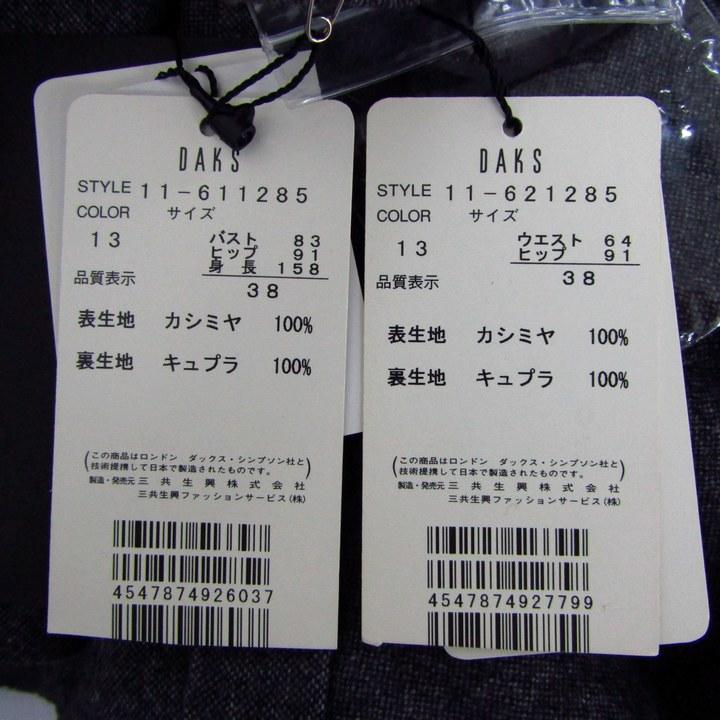 DAKS
STYLE 11-611285
COLOR サイズ
13 バスト 83
ヒップ 91
身 長 158
品質表示 38
表生地 カシミヤ 100%
裏生地 キュプラ 100%
(この商品はロンドン ダックス・シンプソン社と
技術提携して日本で製造されたものです。)
製造・発売元 三共生興株式会社
三共生興ファッションサービス(株)
4547874926037
DAKS
STYLE 11-621285
COLOR サイズ
13 ウエスト 64
ヒップ 91
品質表示 38
表生地 カシミヤ 100%
裏生地 キュプラ 100%
(この商品はロンドン ダックス・シンプソン社と
技術提携して日本で製造されたものです。)
製造・発売元 三共生興株式会社
三共生興ファッションサービス(株)
4547874927799